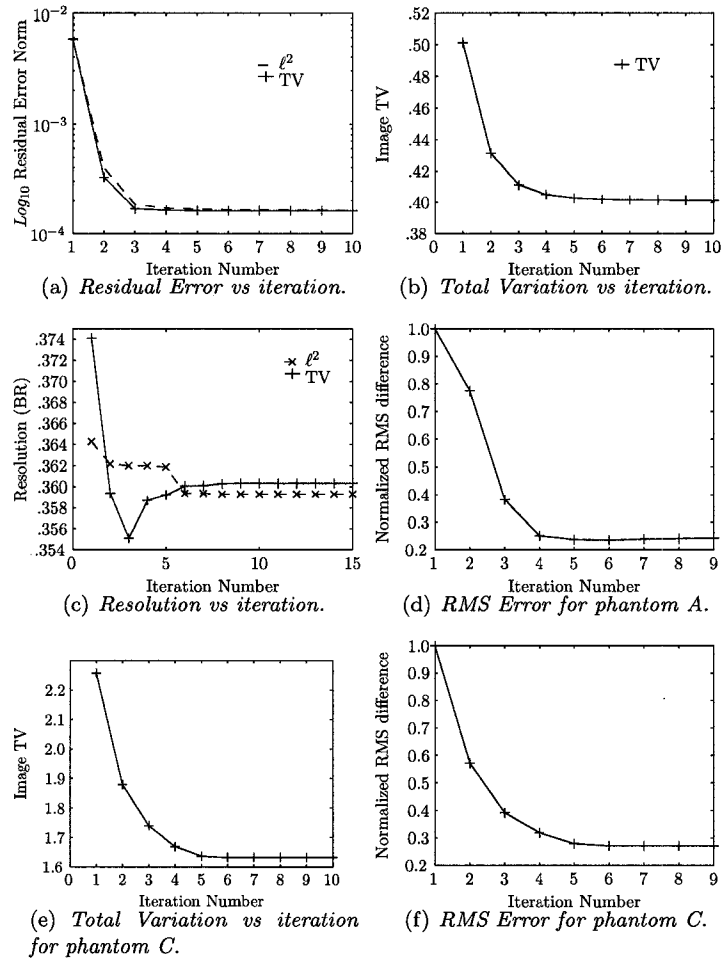 10⁻²
10⁻³
10⁻⁴
Log₁₀ Residual Error Norm
ℓ²
TV
1 2 3 4 5 6 7 8 9 10
Iteration Number
(a) Residual Error vs iteration.
.52
.50
.48
.46
.44
.42
.40
.38
Image TV
TV
0 1 2 3 4 5 6 7 8 9 10
Iteration Number
(b) Total Variation vs iteration.
.374
.372
.370
.368
.366
.364
.362
.360
.358
.356
.354
Resolution (BR)
ℓ²
TV
0 5 10 15
Iteration Number
(c) Resolution vs iteration.
1.0
0.9
0.8
0.7
0.6
0.5
0.4
0.3
0.2
Normalized RMS difference
1 2 3 4 5 6 7 8 9
Iteration Number
(d) RMS Error for phantom A.
2.2
2.1
2.0
1.9
1.8
1.7
1.6
Image TV
0 1 2 3 4 5 6 7 8 9 10
Iteration Number
(e) Total Variation vs iteration
for phantom C.
1.0
0.9
0.8
0.7
0.6
0.5
0.4
0.3
0.2
Normalized RMS difference
1 2 3 4 5 6 7 8 9
Iteration Number
(f) RMS Error for phantom C.